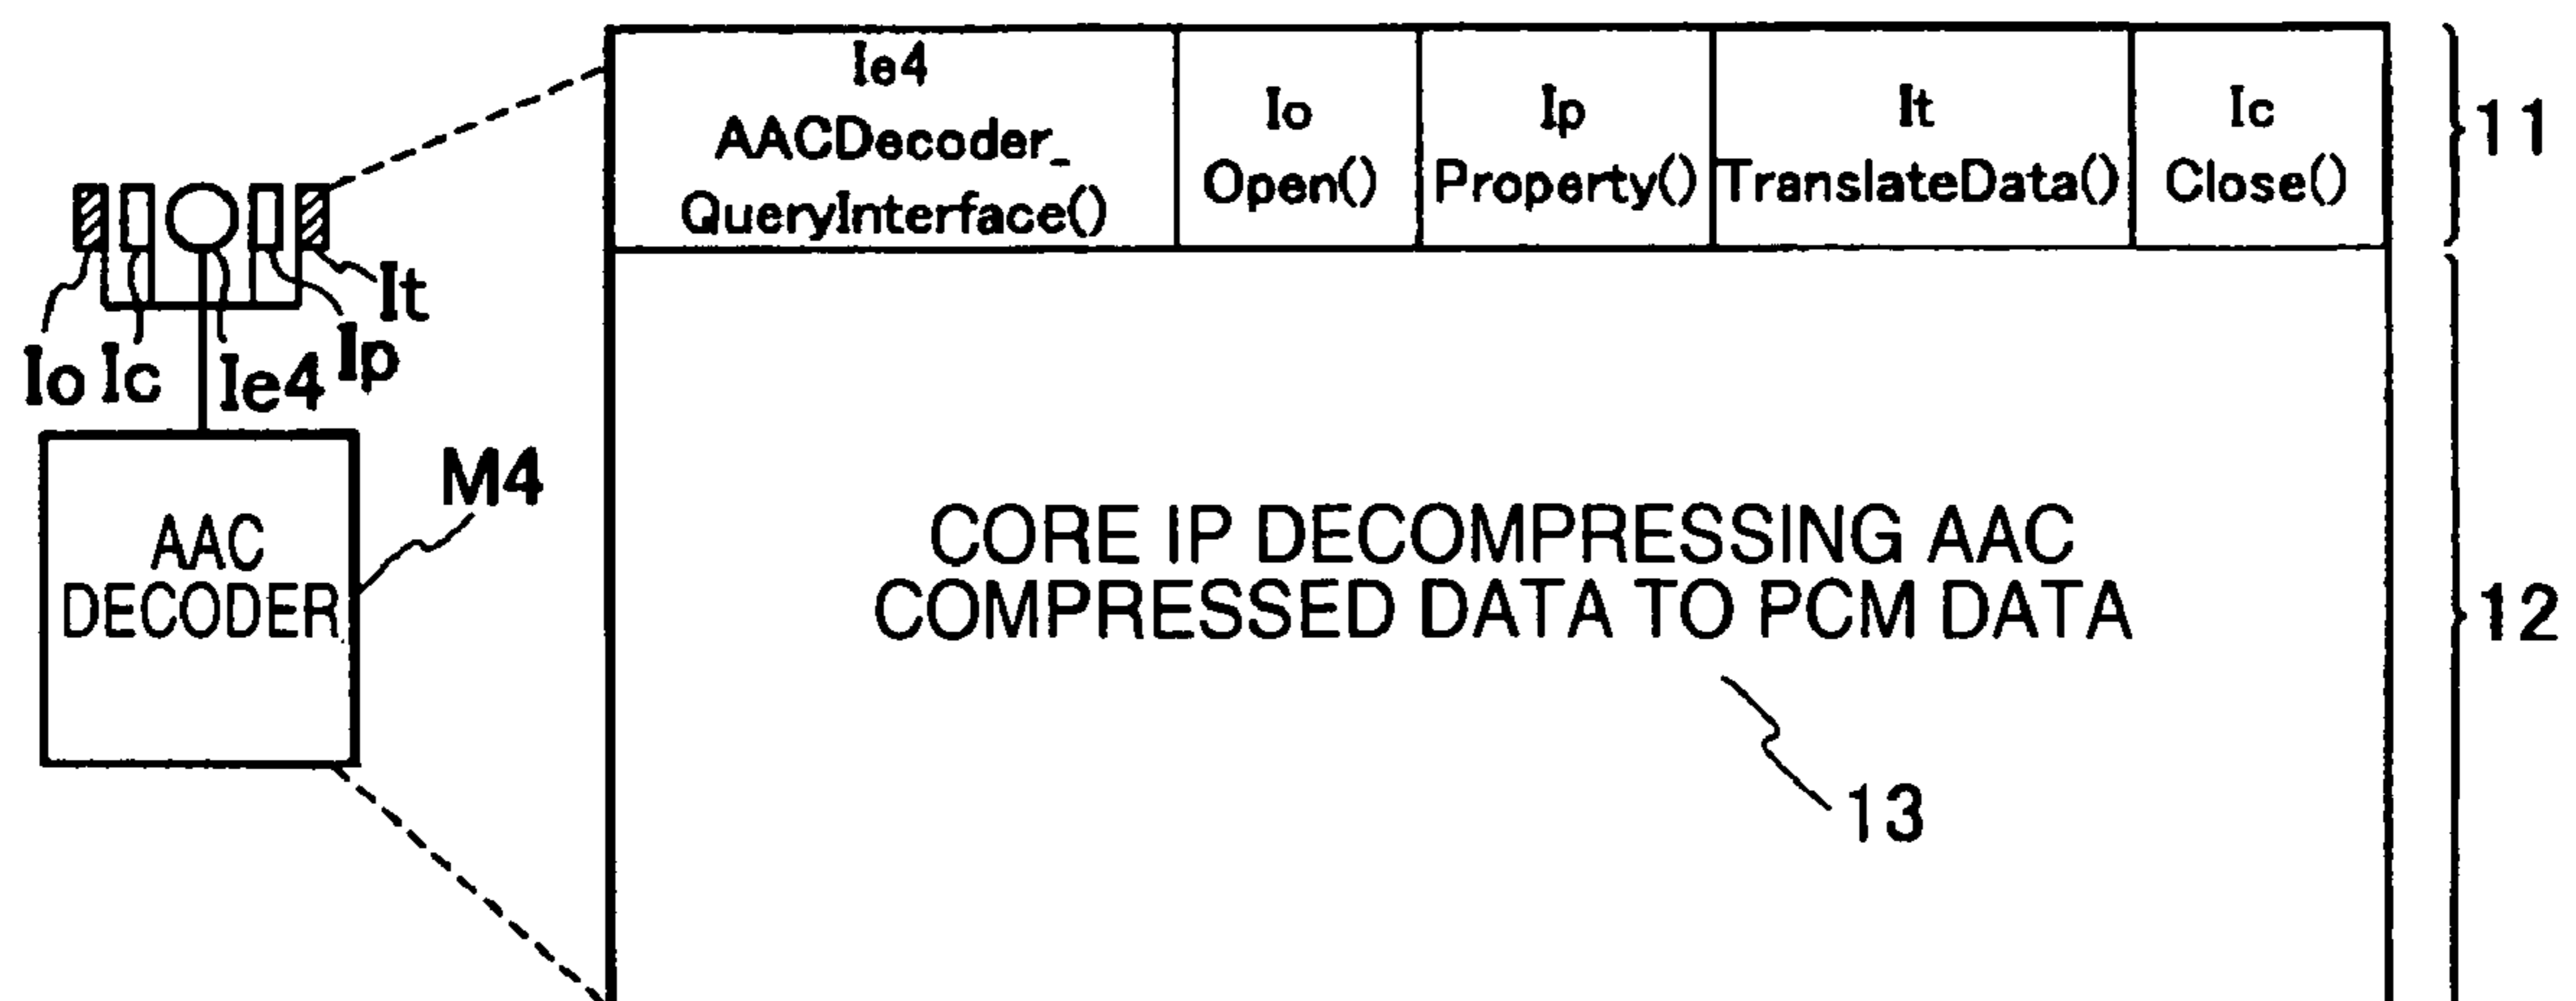 Ie4
AACDecoder_
QueryInterface()
Io
Open()
Ip
Property()
It
TranslateData()
Ic
Close()
11
It
Ip
Io Ic Ie4
M4
AAC
DECODER
CORE IP DECOMPRESSING AAC
COMPRESSED DATA TO PCM DATA
12
13